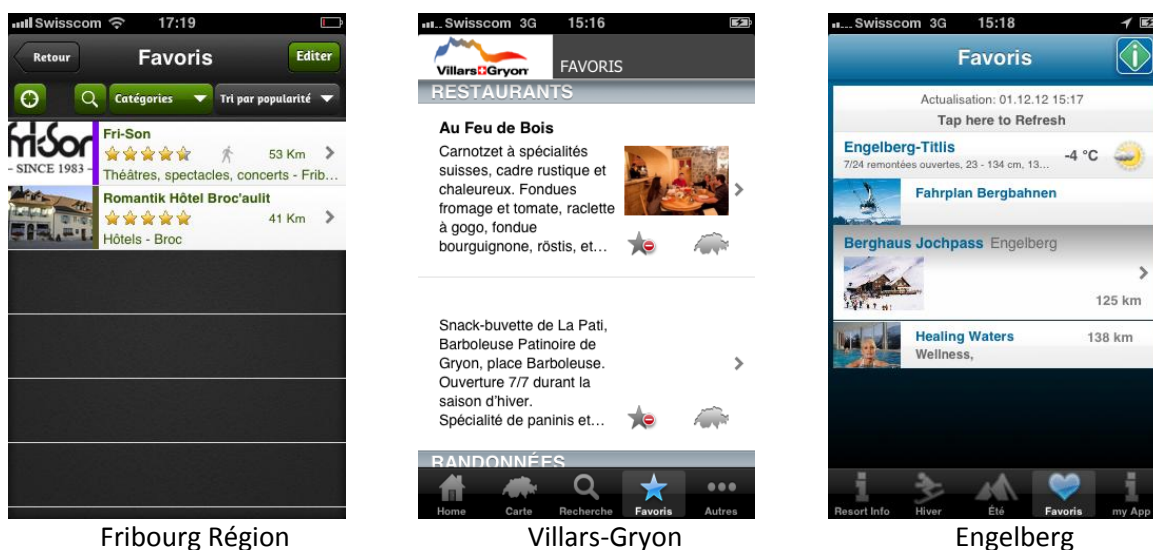 Swisscom 17:19
Retour Favoris Editer
Catégories Tri par popularité
fri-Son
- SINCE 1983 -
Fri-Son
53 Km
Théâtres, spectacles, concerts - Frib...
Romantik Hôtel Broc'aulit
41 Km
Hôtels - Broc
Fribourg Région
Swisscom 3G 15:16
Villars Gryon FAVORIS
RESTAURANTS
Au Feu de Bois
Carnotzet à spécialités
suisses, cadre rustique et
chaleureux. Fondues
fromage et tomate, raclette
à gogo, fondue
bourguignone, röstis, et...
Snack-buvette de La Pati,
Barboleuse Patinoire de
Gryon, place Barboleuse.
Ouverture 7/7 durant la
saison d'hiver.
Spécialité de paninis et...
RANDONNÉES
Home Carte Recherche Favoris Autres
Villars-Gryon
Swisscom 3G 15:18
Favoris
Actualisation: 01.12.12 15:17
Tap here to Refresh
Engelberg-Titlis
-4 °C
7/24 remontées ouvertes, 23 - 134 cm, 13...
Fahrplan Bergbahnen
Berghaus Jochpass Engelberg
125 km
Healing Waters 138 km
Wellness,
Resort Info Hiver Été Favoris my App
Engelberg